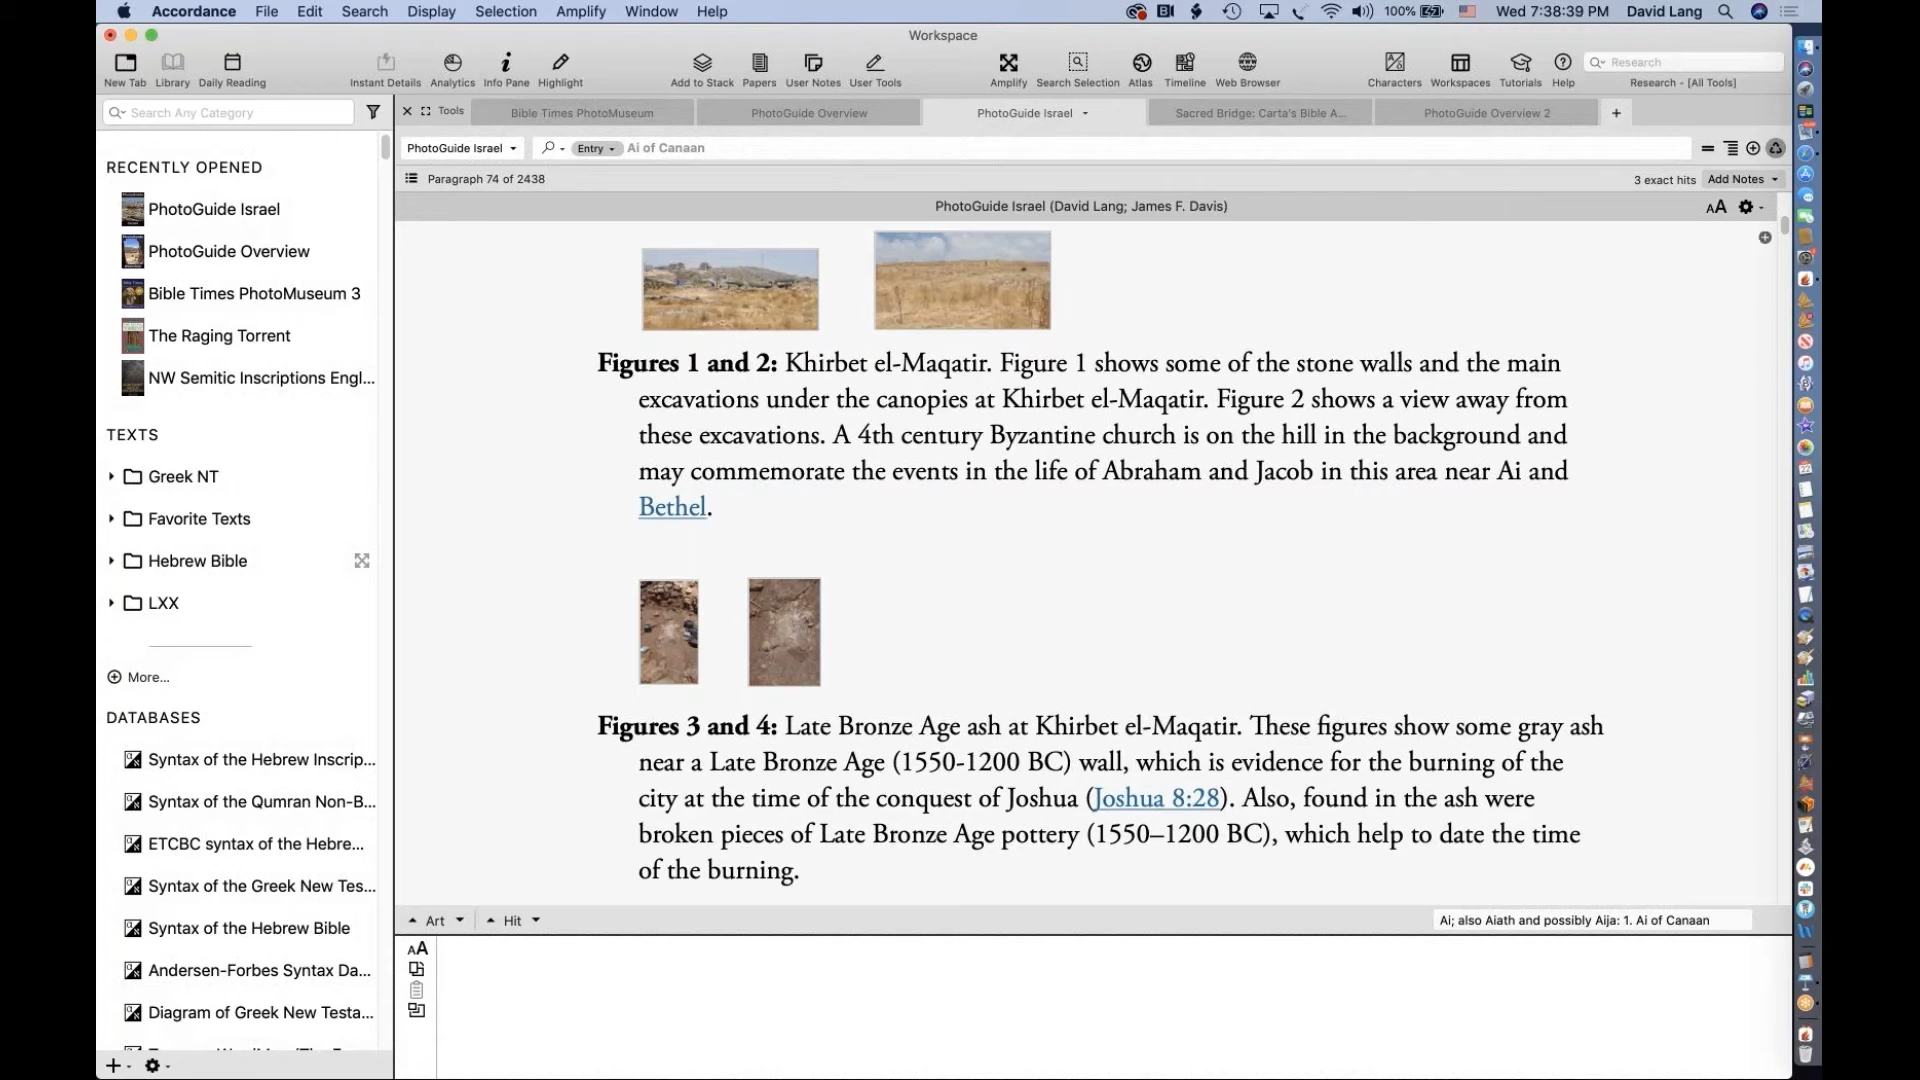 Accordance File Edit Search Display Selection Amplify Window Help
100% Wed 7:38:39 PM David Lang
Workspace
New Tab Library Daily Reading Instant Details Analytics Info Pane Highlight Add to Stack Papers User Notes User Tools Amplify Search Selection Atlas Timeline Web Browser Characters Workspaces Tutorials Help
Research
Research - [All Tools]
Search Any Category
Tools Bible Times PhotoMuseum PhotoGuide Overview PhotoGuide Israel Sacred Bridge: Carta's Bible A... PhotoGuide Overview 2
PhotoGuide Israel Entry Ai of Canaan
Paragraph 74 of 2438 3 exact hits Add Notes
PhotoGuide Israel (David Lang; James F. Davis)
RECENTLY OPENED
PhotoGuide Israel
PhotoGuide Overview
Bible Times PhotoMuseum 3
The Raging Torrent
NW Semitic Inscriptions Engl...
TEXTS
Greek NT
Favorite Texts
Hebrew Bible
LXX
More...
DATABASES
Syntax of the Hebrew Inscrip...
Syntax of the Qumran Non-B...
ETCBC syntax of the Hebre...
Syntax of the Greek New Tes...
Syntax of the Hebrew Bible
Andersen-Forbes Syntax Da...
Diagram of Greek New Testa...
Figures 1 and 2: Khirbet el-Maqatir. Figure 1 shows some of the stone walls and the main
excavations under the canopies at Khirbet el-Maqatir. Figure 2 shows a view away from
these excavations. A 4th century Byzantine church is on the hill in the background and
may commemorate the events in the life of Abraham and Jacob in this area near Ai and
Bethel.
Figures 3 and 4: Late Bronze Age ash at Khirbet el-Maqatir. These figures show some gray ash
near a Late Bronze Age (1550-1200 BC) wall, which is evidence for the burning of the
city at the time of the conquest of Joshua (Joshua 8:28). Also, found in the ash were
broken pieces of Late Bronze Age pottery (1550–1200 BC), which help to date the time
of the burning.
Art Hit Ai; also Aiath and possibly Aija: 1. Ai of Canaan
AA